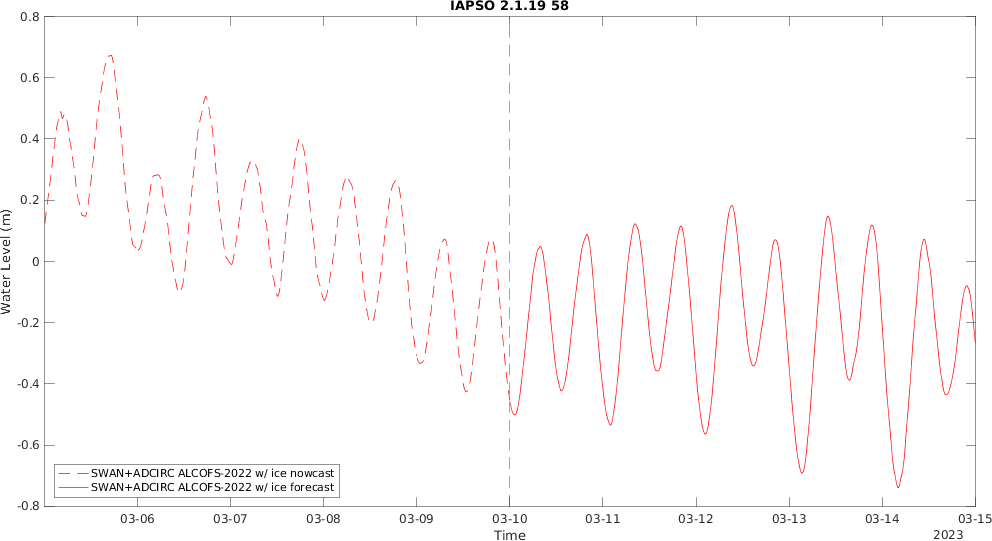 IAPSO 2.1.19 58
0.8
0.6
0.4
0.2
0
-0.2
-0.4
-0.6
-0.8
Water Level (m)
SWAN+ADCIRC ALCOFS-2022 w/ ice nowcast
SWAN+ADCIRC ALCOFS-2022 w/ ice forecast
03-06 03-07 03-08 03-09 03-10 03-11 03-12 03-13 03-14 03-15
Time
2023